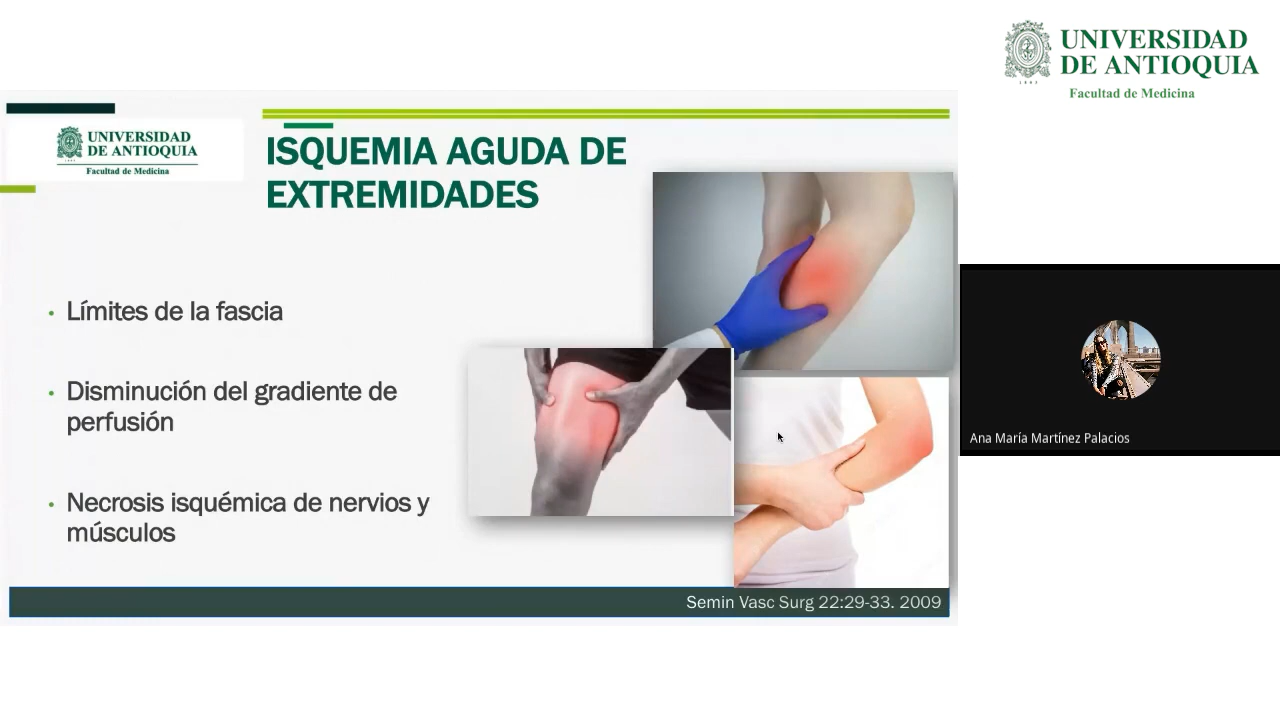 UNIVERSIDAD
DE ANTIOQUIA
1803
Facultad de Medicina
UNIVERSIDAD
DE ANTIOQUIA
Facultad de Medicina
ISQUEMIA AGUDA DE
EXTREMIDADES
• Límites de la fascia
• Disminución del gradiente de
perfusión
• Necrosis isquémica de nervios y
músculos
Semin Vasc Surg 22:29-33. 2009
Ana María Martínez Palacios